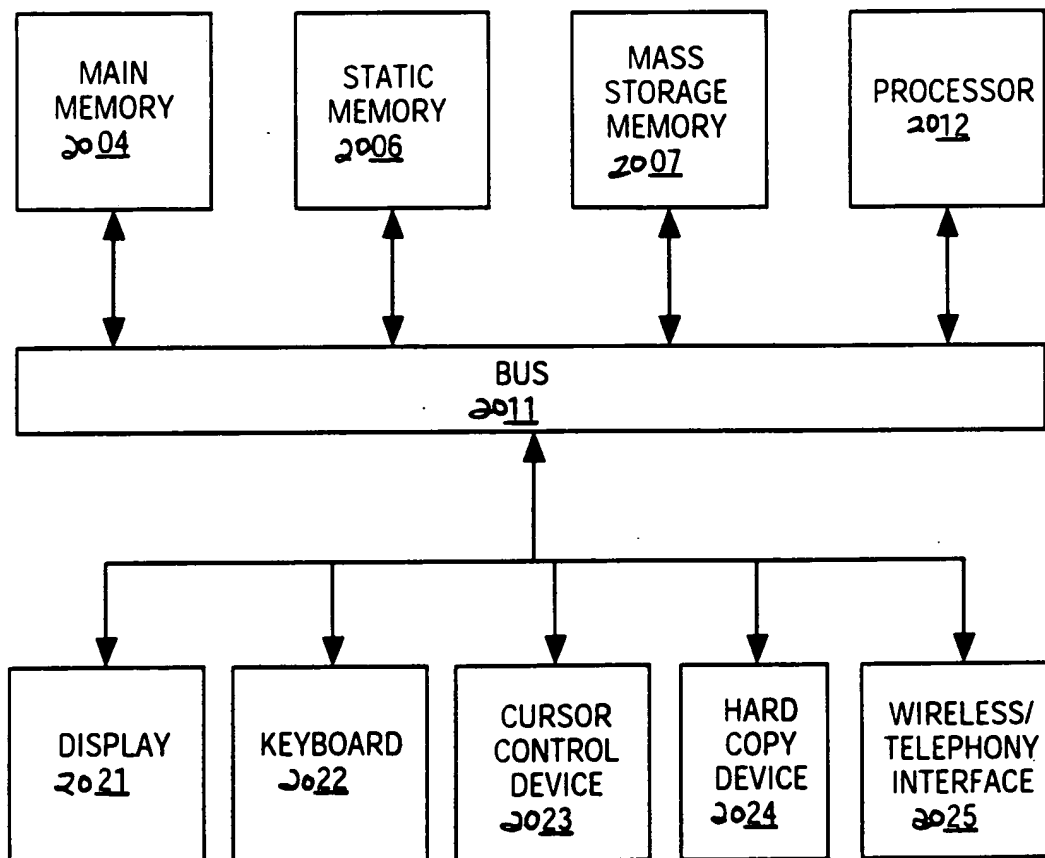 MAIN
MEMORY
2004
STATIC
MEMORY
2006
MASS
STORAGE
MEMORY
2007
PROCESSOR
2012
BUS
2011
DISPLAY
2021
KEYBOARD
2022
CURSOR
CONTROL
DEVICE
2023
HARD
COPY
DEVICE
2024
WIRELESS/
TELEPHONY
INTERFACE
2025